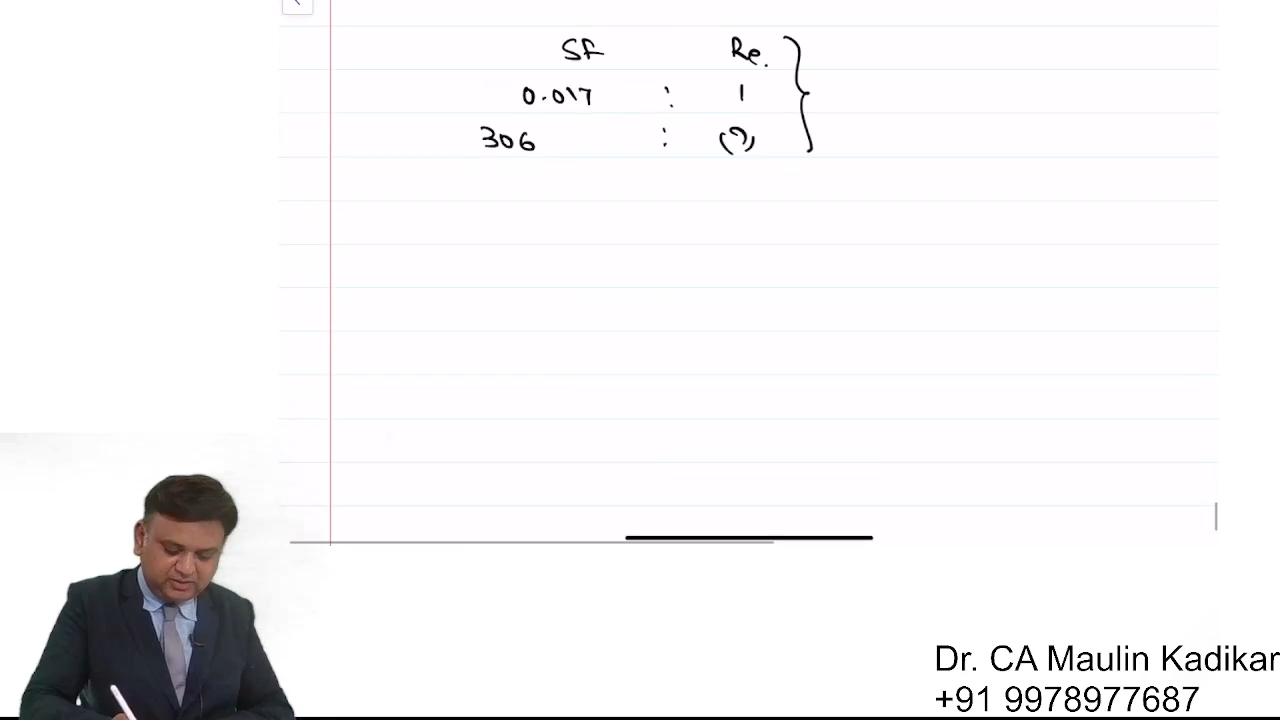 SF Re.
0.017 : 1
306 : (?)
Dr. CA Maulin Kadikar
+91 9978977687